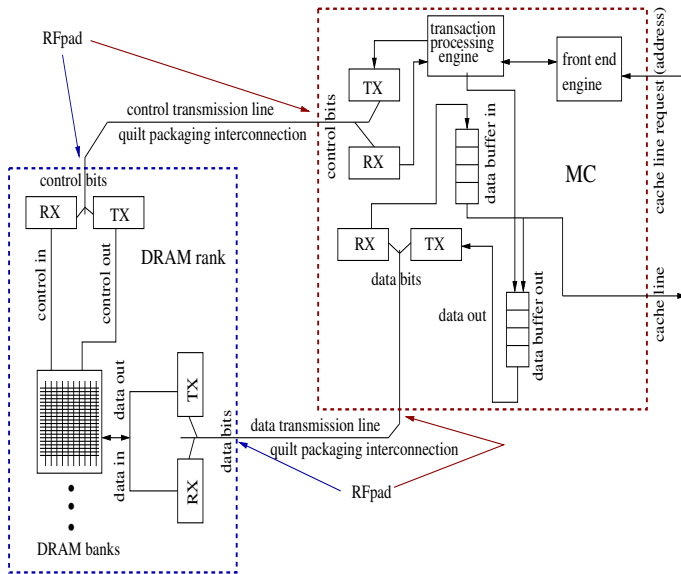 RFpad
transaction
processing
engine
front end
engine
cache line request (address)
TX
control transmission line
quilt packaging interconnection
control bits
RX
data buffer in
MC
control bits
RX
TX
DRAM rank
control in
control out
RX
TX
data bits
data out
data buffer out
cache line
data out
data in
TX
RX
data bits
data transmission line
quilt packaging interconnection
RFpad
DRAM banks